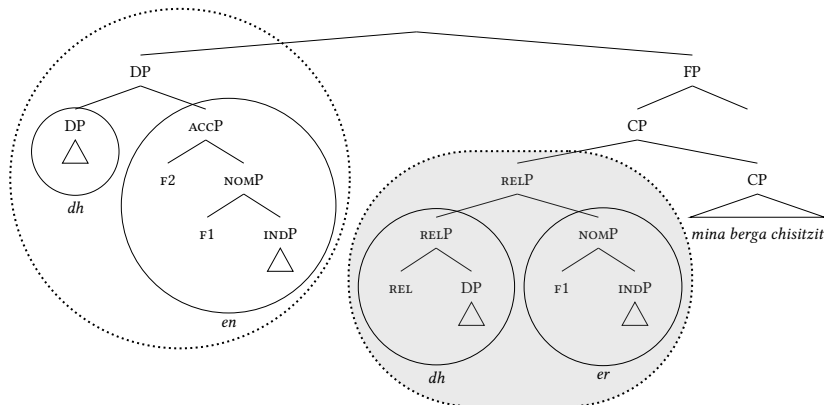 DP FP
DP ACCP CP
F2 NOMP RELP CP
dh F1 INDP RELP NOMP mina berga chisitzit
REL DP F1 INDP
en
dh er